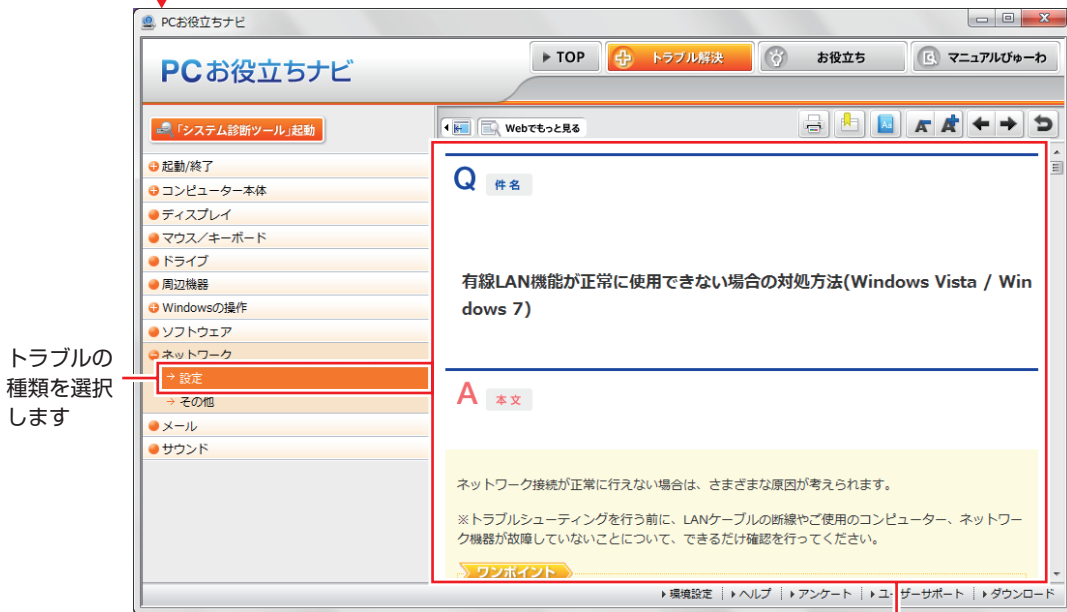 PCお役立ちナビ
PCお役立ちナビ
TOP
トラブル解決
お役立ち
マニュアルびゅーわ
「システム診断ツール」起動
Webでもっと見る
起動/終了
コンピューター本体
ディスプレイ
マウス／キーボード
ドライブ
周辺機器
Windowsの操作
ソフトウェア
ネットワーク
→ 設定
→ その他
メール
サウンド
トラブルの
種類を選択
します
Q 件名
有線LAN機能が正常に使用できない場合の対処方法(Windows Vista / Win
dows 7)
A 本文
ネットワーク接続が正常に行えない場合は、さまざまな原因が考えられます。
※トラブルシューティングを行う前に、LANケーブルの断線やご使用のコンピューター、ネットワー
ク機器が故障していないことについて、できるだけ確認を行ってください。
ワンポイント
環境設定 ヘルプ アンケート ユーザーサポート ダウンロード